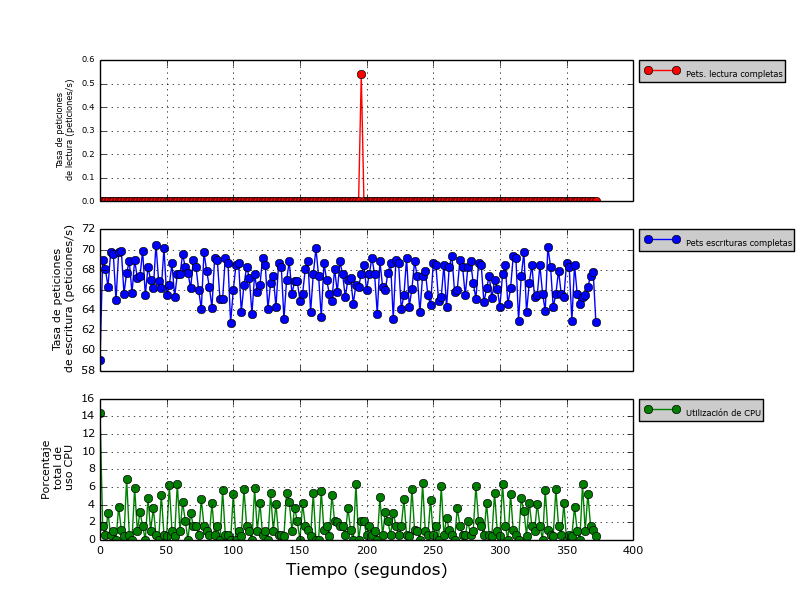 0.6
0.5
0.4
0.3
0.2
0.1
0.0
Tasa de peticiones
de lectura (peticiones/s)
Pets. lectura completas
72
70
68
66
64
62
60
58
Tasa de peticiones
de escritura (peticiones/s)
Pets escrituras completas
16
14
12
10
8
6
4
2
0
Porcentaje
total de
uso CPU
Utilización de CPU
0 50 100 150 200 250 300 350 400
Tiempo (segundos)